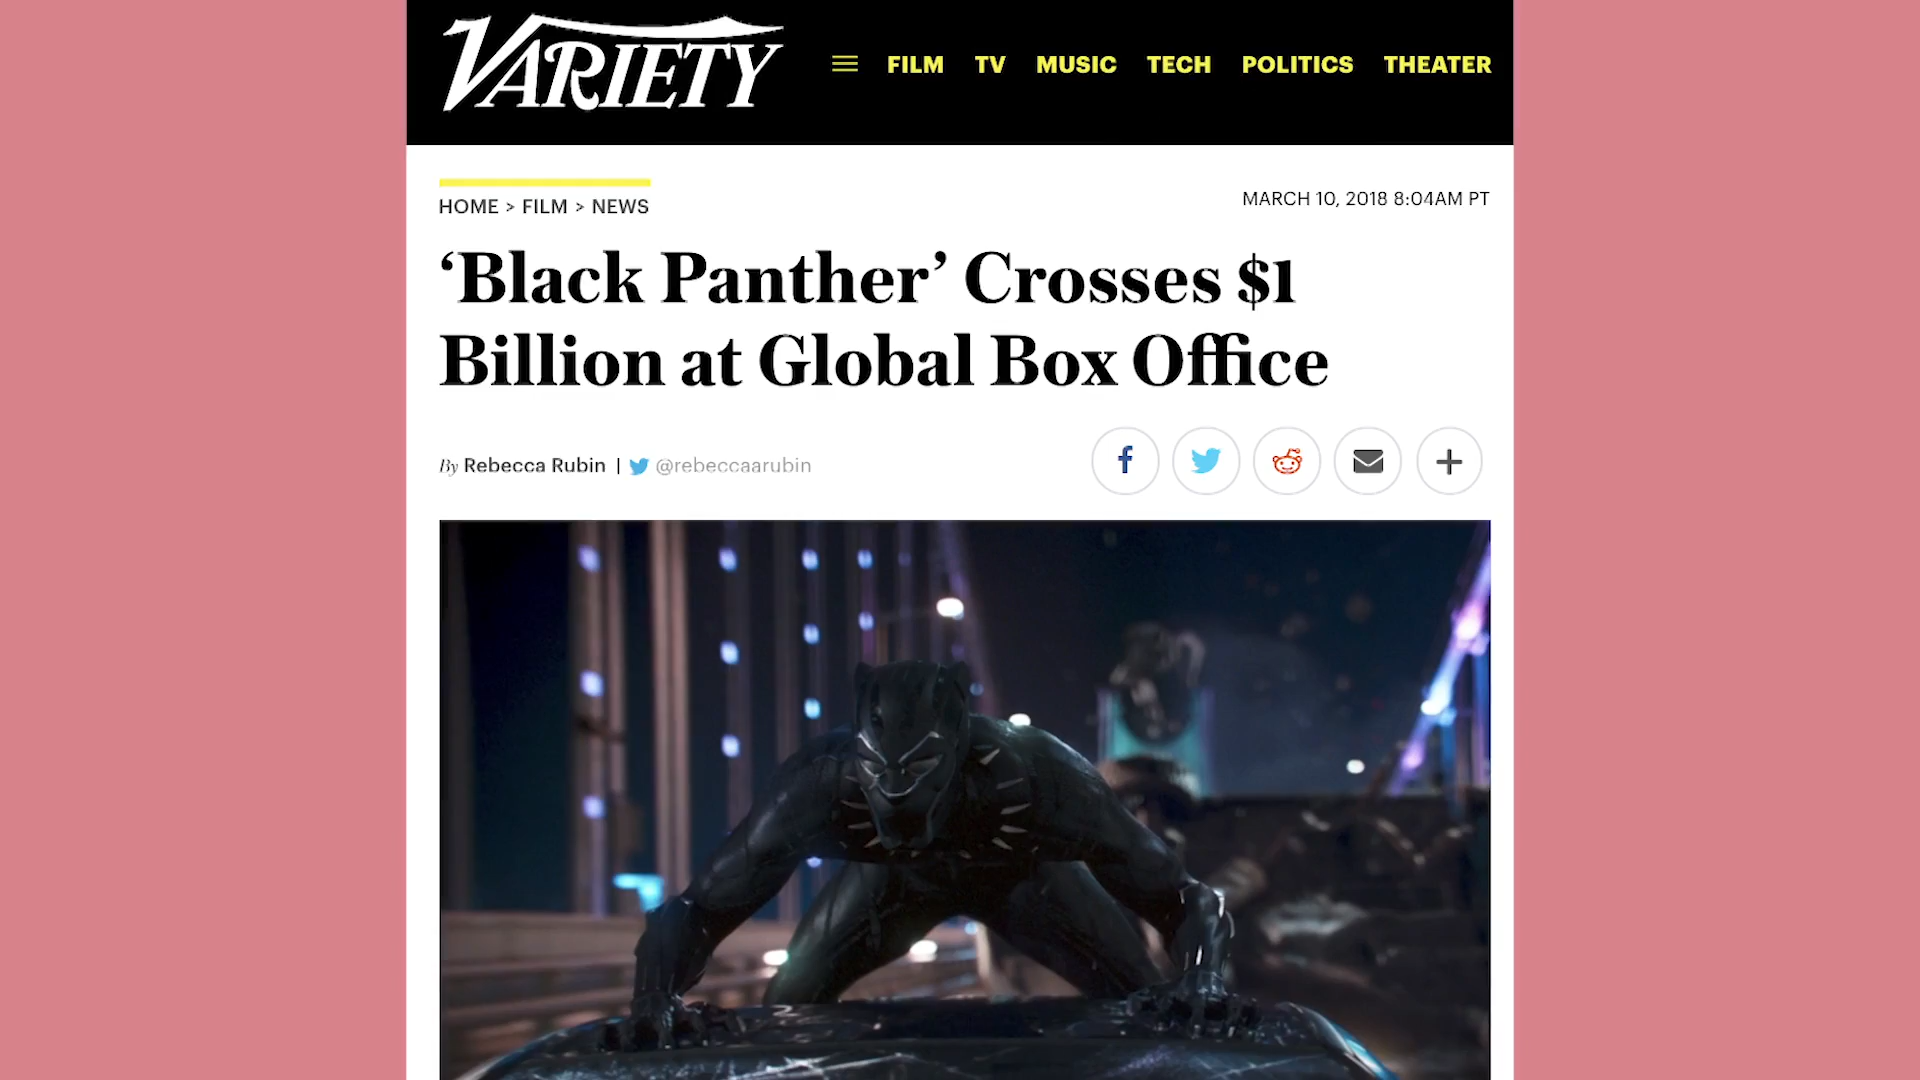 VARIETY
FILM TV MUSIC TECH POLITICS THEATER
HOME > FILM > NEWS
MARCH 10, 2018 8:04AM PT
‘Black Panther’ Crosses $1
Billion at Global Box Office
By Rebecca Rubin | @rebeccaarubin